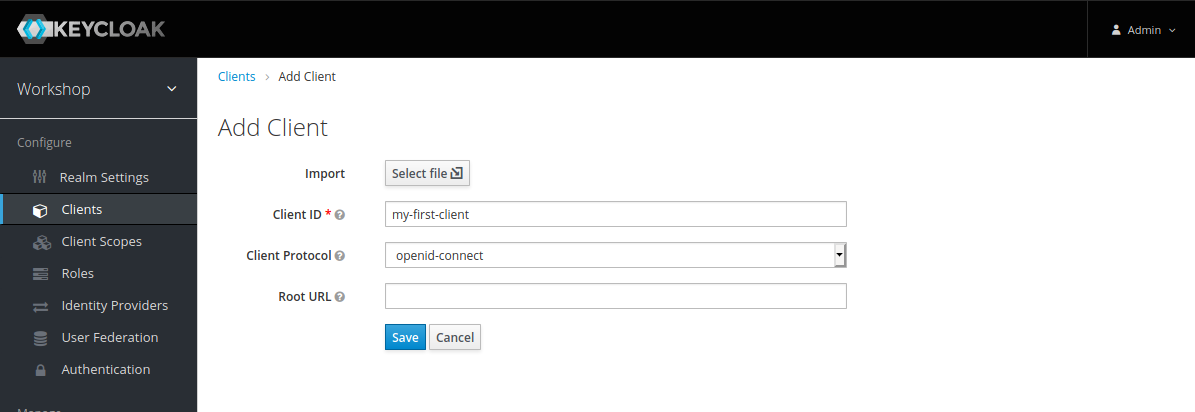 KEYCLOAK
Admin
Workshop
Clients › Add Client
Configure
Add Client
Realm Settings
Import Select file
Clients
Client ID * my-first-client
Client Scopes
Client Protocol openid-connect
Roles
Root URL
Identity Providers
User Federation
Save Cancel
Authentication
Manage